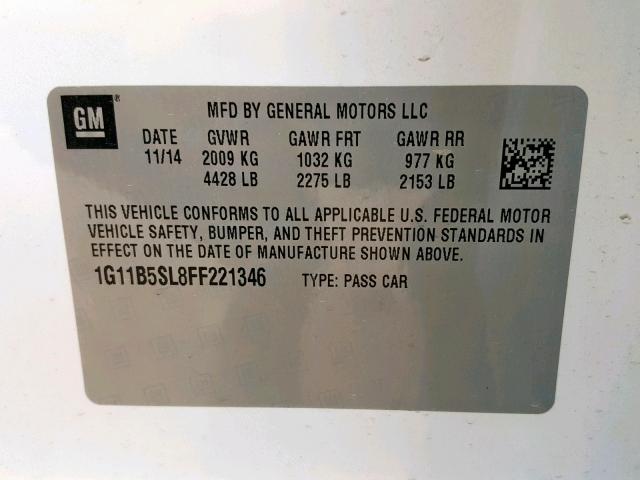 GM® MFD BY GENERAL MOTORS LLC
DATE GVWR GAWR FRT GAWR RR
11/14 2009 KG 1032 KG 977 KG
4428 LB 2275 LB 2153 LB
THIS VEHICLE CONFORMS TO ALL APPLICABLE U.S. FEDERAL MOTOR
VEHICLE SAFETY, BUMPER, AND THEFT PREVENTION STANDARDS IN
EFFECT ON THE DATE OF MANUFACTURE SHOWN ABOVE.
1G11B5SL8FF221346 TYPE: PASS CAR